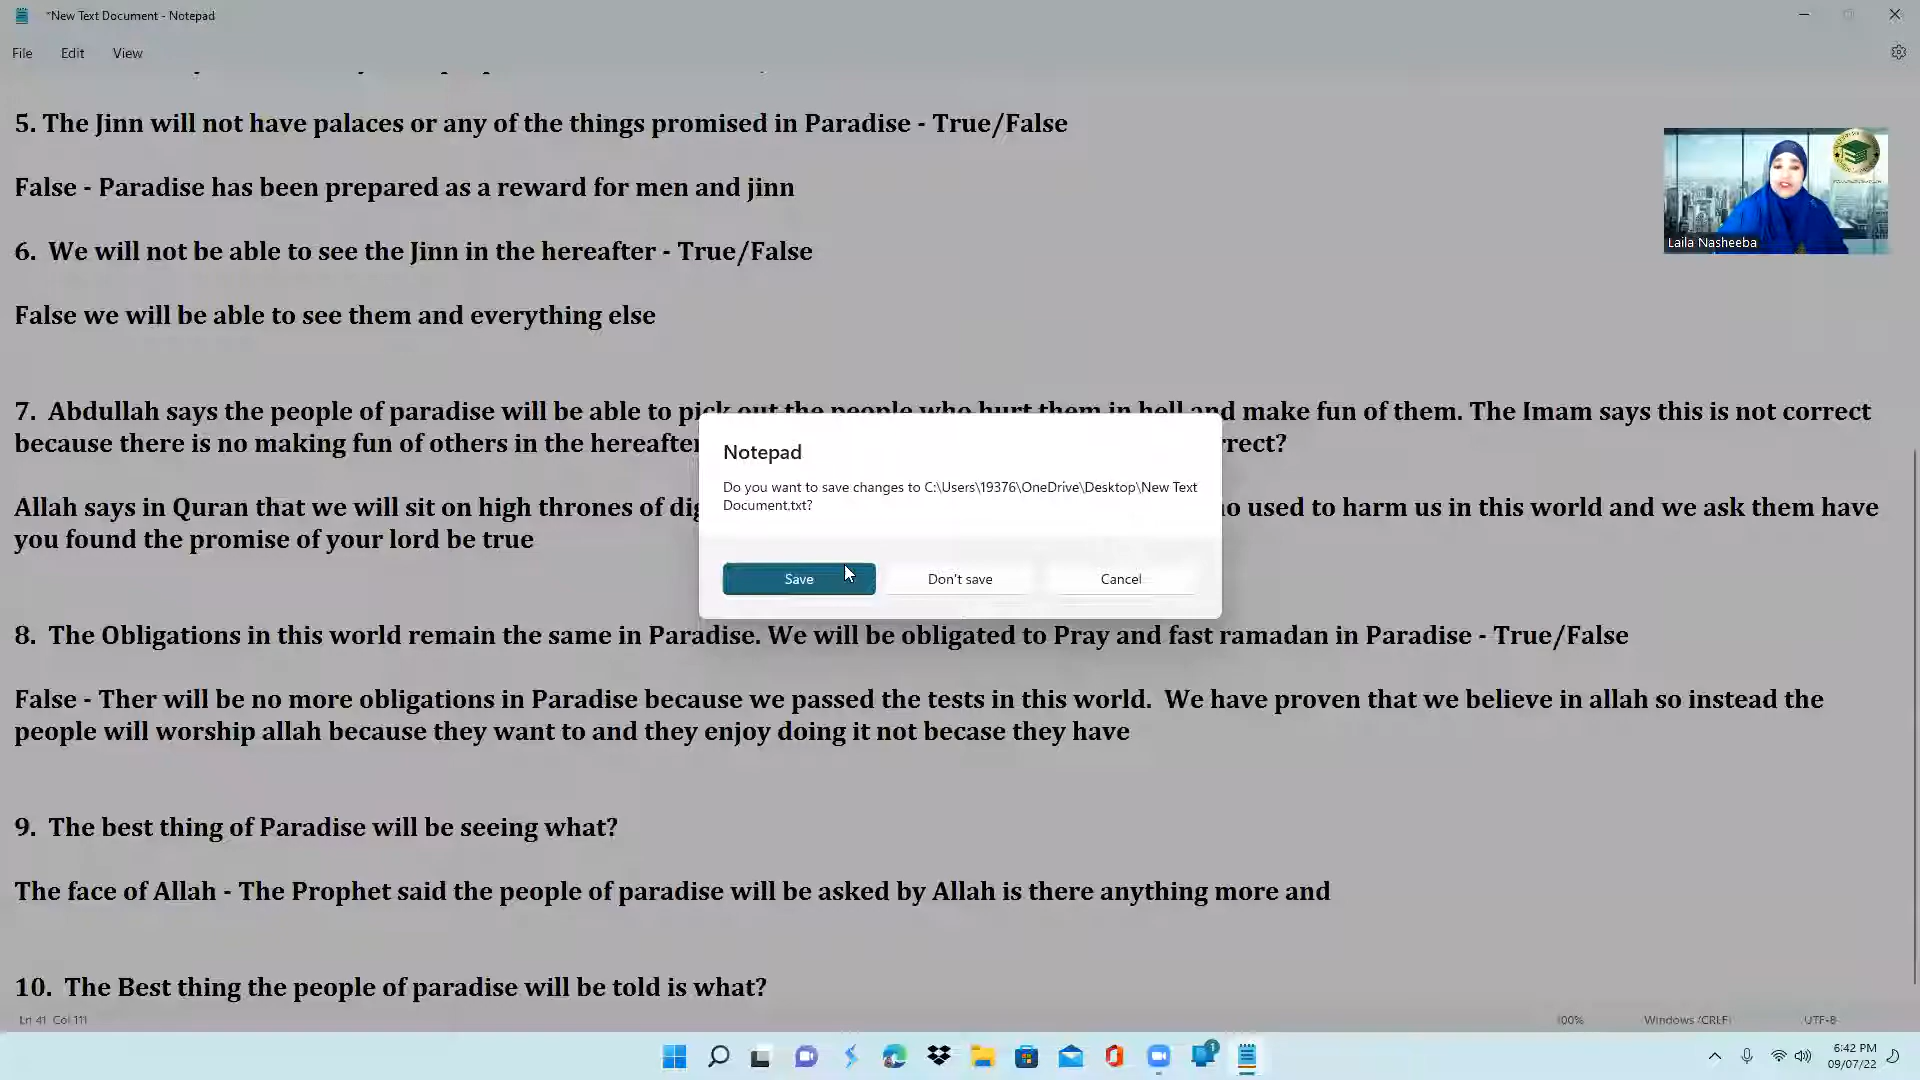 *New Text Document - Notepad
File Edit View
5. The Jinn will not have palaces or any of the things promised in Paradise - True/False
False - Paradise has been prepared as a reward for men and jinn
6. We will not be able to see the Jinn in the hereafter - True/False
False we will be able to see them and everything else
Laila Nasheeba
7. Abdullah says the people of paradise will be able to pick out the people who hurt them in hell and make fun of them. The Imam says this is not correct
because there is no making fun of others in the hereafter rrect?
Allah says in Quran that we will sit on high thrones of dig o used to harm us in this world and we ask them have
you found the promise of your lord be true
Notepad
Do you want to save changes to C:\Users\19376\OneDrive\Desktop\New Text
Document.txt?
Save Don't save Cancel
8. The Obligations in this world remain the same in Paradise. We will be obligated to Pray and fast ramadan in Paradise - True/False
False - Ther will be no more obligations in Paradise because we passed the tests in this world. We have proven that we believe in allah so instead the
people will worship allah because they want to and they enjoy doing it not becase they have
9. The best thing of Paradise will be seeing what?
The face of Allah - The Prophet said the people of paradise will be asked by Allah is there anything more and
10. The Best thing the people of paradise will be told is what?
Ln 41 Col 111 100% Windows (CRLF) UTF-8
1
6:42 PM
09/07/22